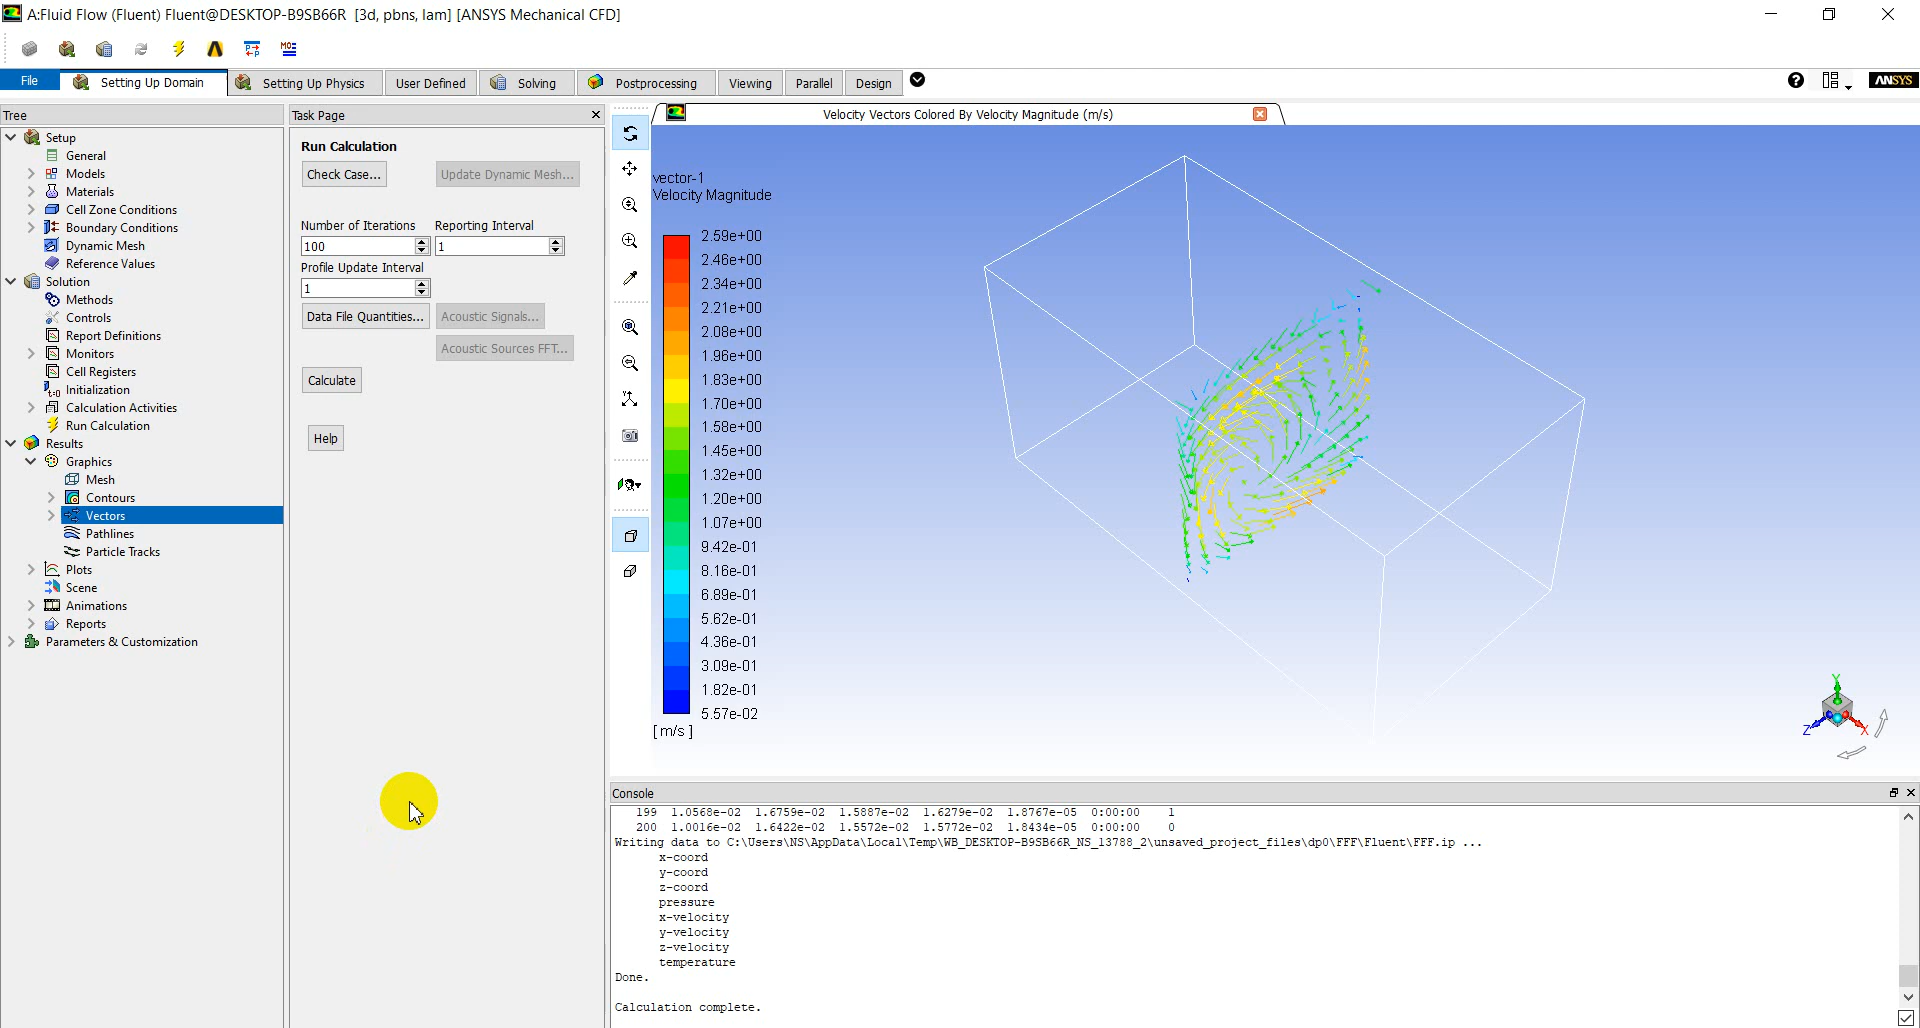 A:Fluid Flow (Fluent) Fluent@DESKTOP-B9SB66R [3d, pbns, lam] [ANSYS Mechanical CFD]
File
Setting Up Domain
Setting Up Physics
User Defined
Solving
Postprocessing
Viewing
Parallel
Design
ANSYS
Tree
Setup
General
Models
Materials
Cell Zone Conditions
Boundary Conditions
Dynamic Mesh
Reference Values
Solution
Methods
Controls
Report Definitions
Monitors
Cell Registers
Initialization
Calculation Activities
Run Calculation
Results
Graphics
Mesh
Contours
Vectors
Pathlines
Particle Tracks
Plots
Scene
Animations
Reports
Parameters & Customization
Task Page
Run Calculation
Check Case...
Update Dynamic Mesh...
Number of Iterations
Reporting Interval
100
1
Profile Update Interval
1
Data File Quantities...
Acoustic Signals...
Acoustic Sources FFT...
Calculate
Help
Velocity Vectors Colored By Velocity Magnitude (m/s)
vector-1
Velocity Magnitude
2.59e+00
2.46e+00
2.34e+00
2.21e+00
2.08e+00
1.96e+00
1.83e+00
1.70e+00
1.58e+00
1.45e+00
1.32e+00
1.20e+00
1.07e+00
9.42e-01
8.16e-01
6.89e-01
5.62e-01
4.36e-01
3.09e-01
1.82e-01
5.57e-02
[ m/s ]
Y
Z
X
Console
199 1.0568e-02 1.6759e-02 1.5887e-02 1.6279e-02 1.8767e-05 0:00:00 1
200 1.0016e-02 1.6422e-02 1.5572e-02 1.5772e-02 1.8434e-05 0:00:00 0
Writing data to C:\Users\NS\AppData\Local\Temp\WB_DESKTOP-B9SB66R_NS_13788_2\unsaved_project_files\dp0\FFF\Fluent\FFF.ip ...
x-coord
y-coord
z-coord
pressure
x-velocity
y-velocity
z-velocity
temperature
Done.
Calculation complete.